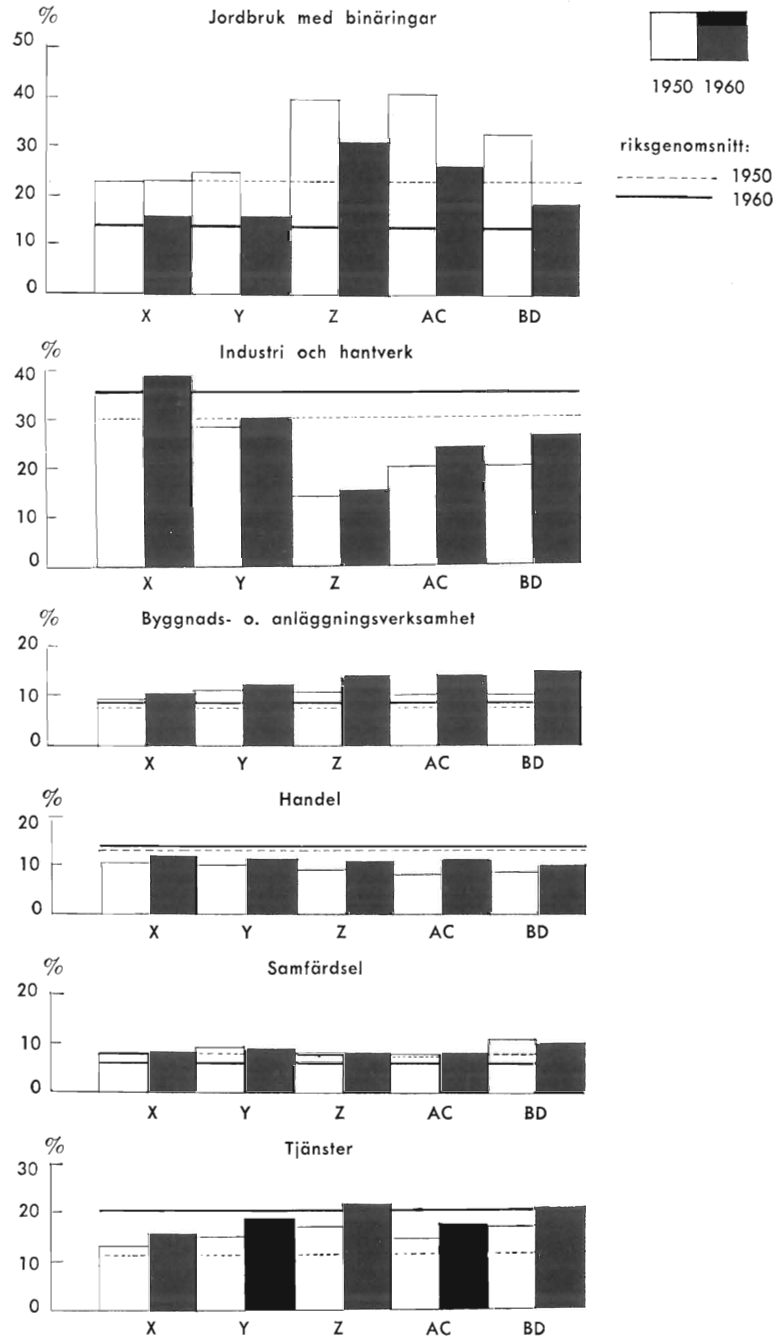 % Jordbruk med binäringar
50
40
30
20
10
0
X Y Z AC BD
1950 1960
riksgenomsnitt:
1950
1960
% Industri och hantverk
40
30
20
10
0
X Y Z AC BD
% Byggnads- o. anläggningsverksamhet
20
10
0
X Y Z AC BD
% Handel
20
10
0
X Y Z AC BD
% Samfärdsel
20
10
0
X Y Z AC BD
% Tjänster
30
20
10
0
X Y Z AC BD